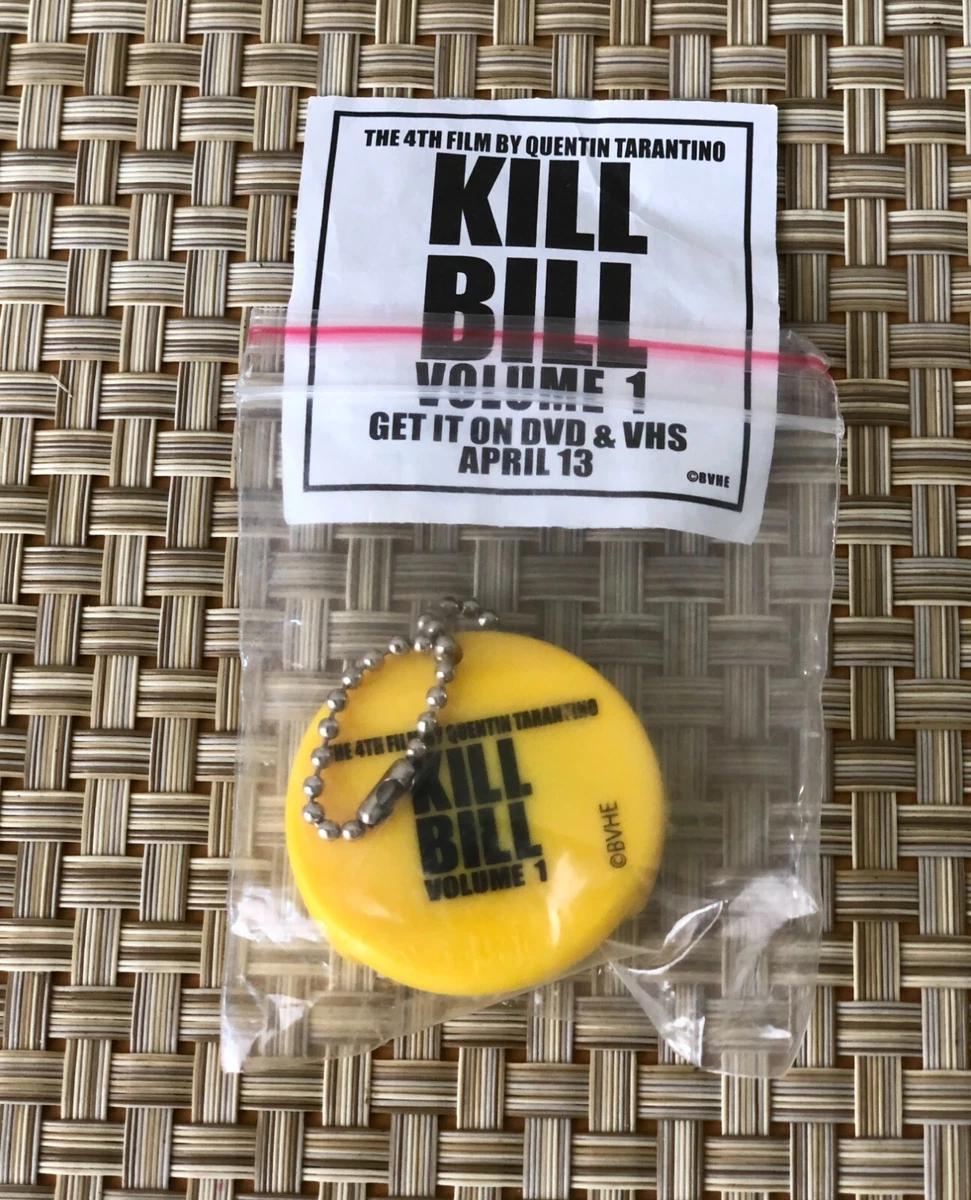 THE 4TH FILM BY QUENTIN TARANTINO
KILL
BILL
VOLUME 1
GET IT ON DVD & VHS
APRIL 13
©BVHE
THE 4TH FILM BY QUENTIN TARANTINO
KILL
BILL
VOLUME 1
©BVHE